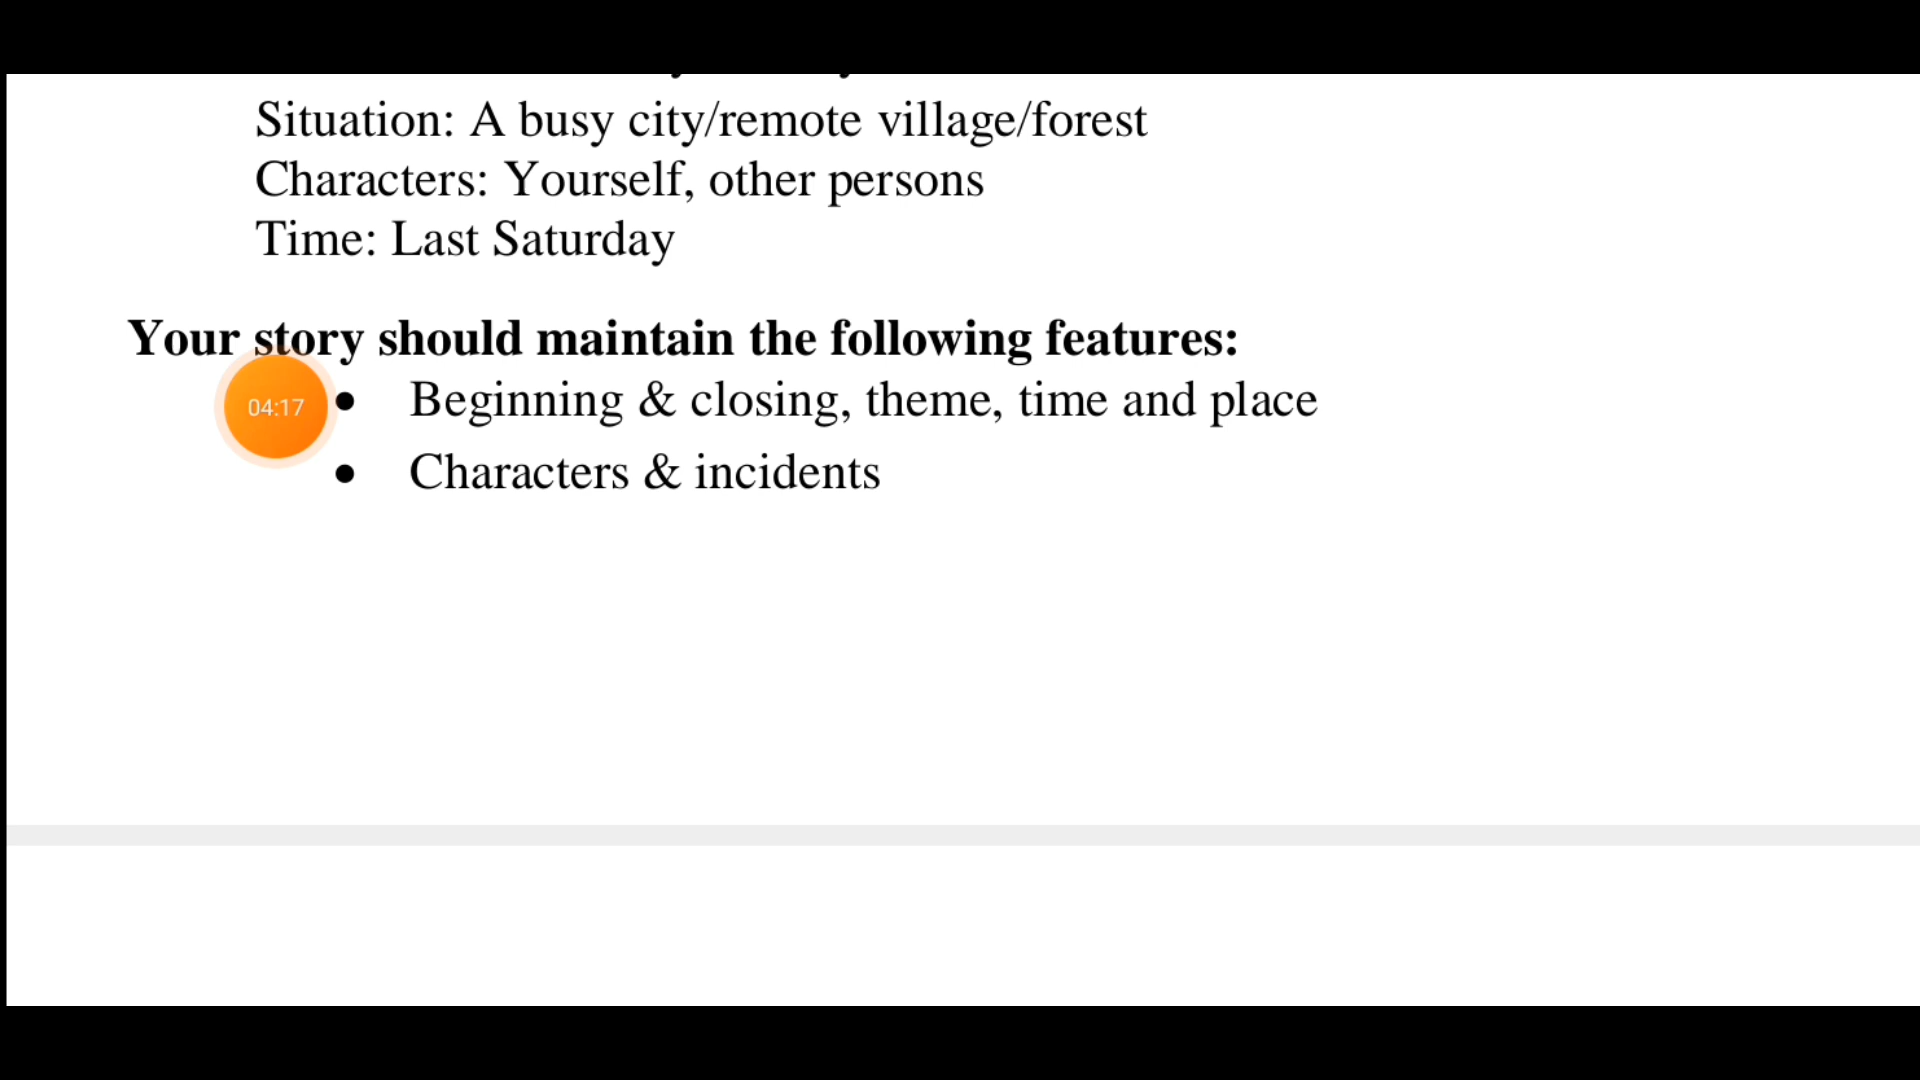 Situation: A busy city/remote village/forest
Characters: Yourself, other persons
Time: Last Saturday
Your story should maintain the following features:
04:17
• Beginning & closing, theme, time and place
• Characters & incidents